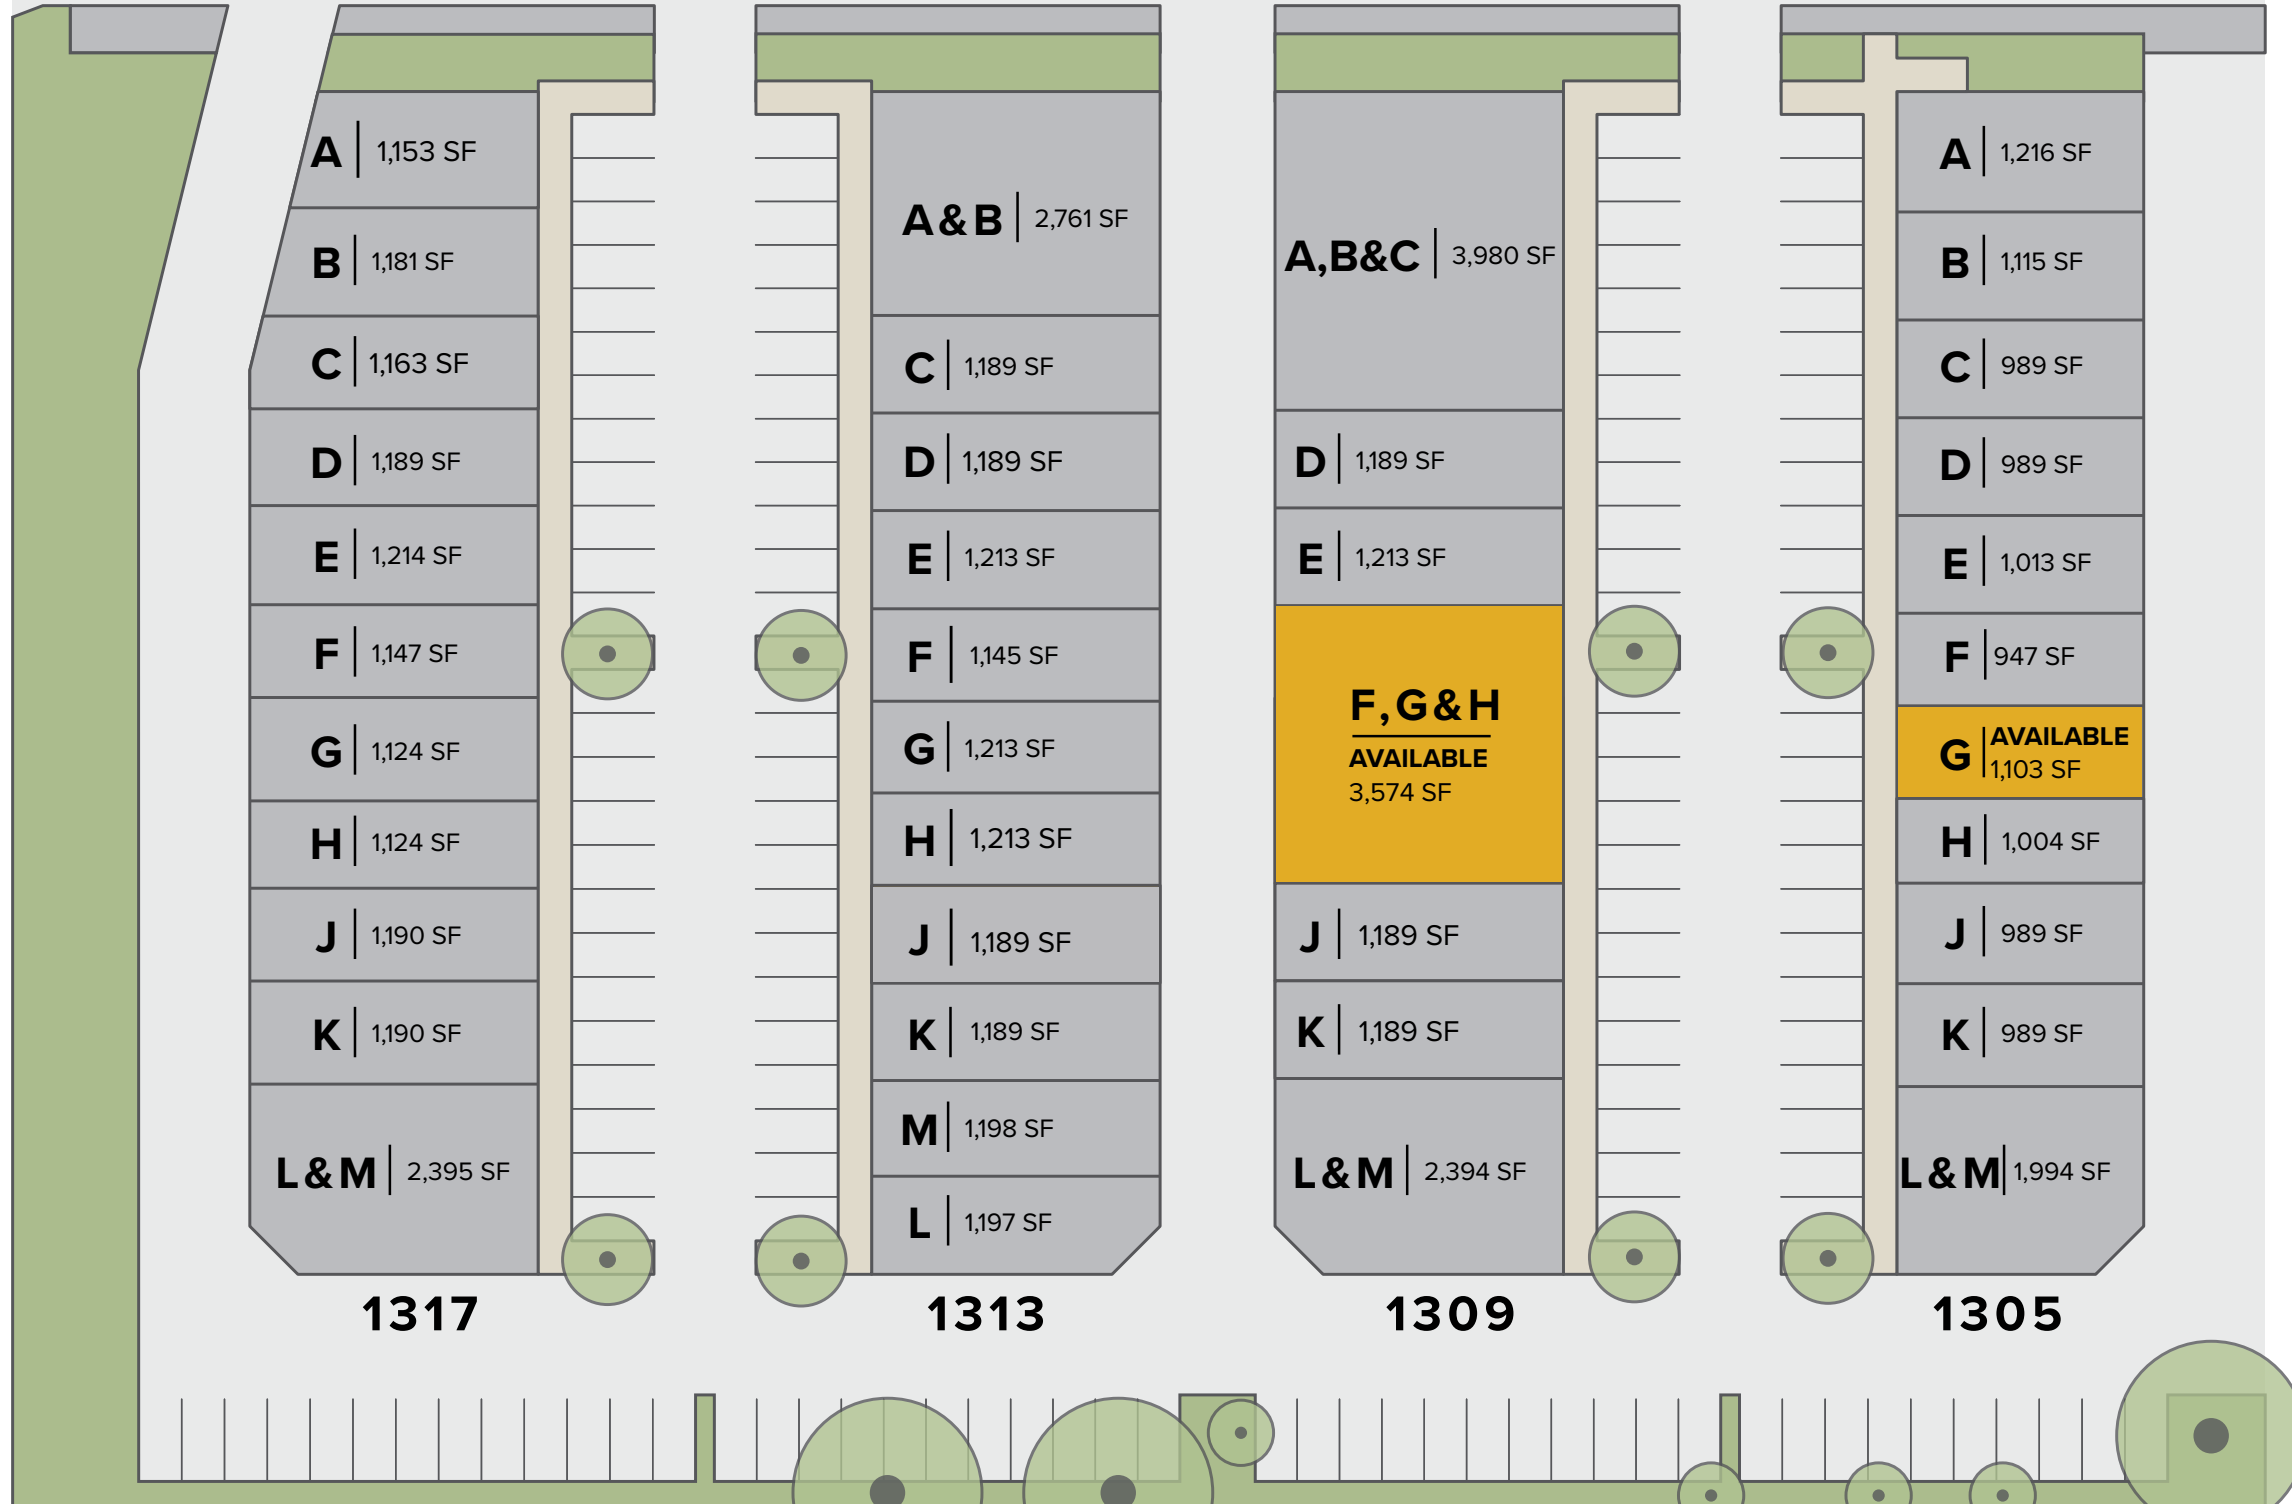 A 1,153 SF
B 1,181 SF
C 1,163 SF
D 1,189 SF
E 1,214 SF
F 1,147 SF
G 1,124 SF
H 1,124 SF
J 1,190 SF
K 1,190 SF
L&M 2,395 SF
1317
A&B 2,761 SF
C 1,189 SF
D 1,189 SF
E 1,213 SF
F 1,145 SF
G 1,213 SF
H 1,213 SF
J 1,189 SF
K 1,189 SF
M 1,198 SF
L 1,197 SF
1313
A,B&C 3,980 SF
D 1,189 SF
E 1,213 SF
F,G&H
AVAILABLE
3,574 SF
J 1,189 SF
K 1,189 SF
L&M 2,394 SF
1309
A 1,216 SF
B 1,115 SF
C 989 SF
D 989 SF
E 1,013 SF
F 947 SF
G AVAILABLE
1,103 SF
H 1,004 SF
J 989 SF
K 989 SF
L&M 1,994 SF
1305